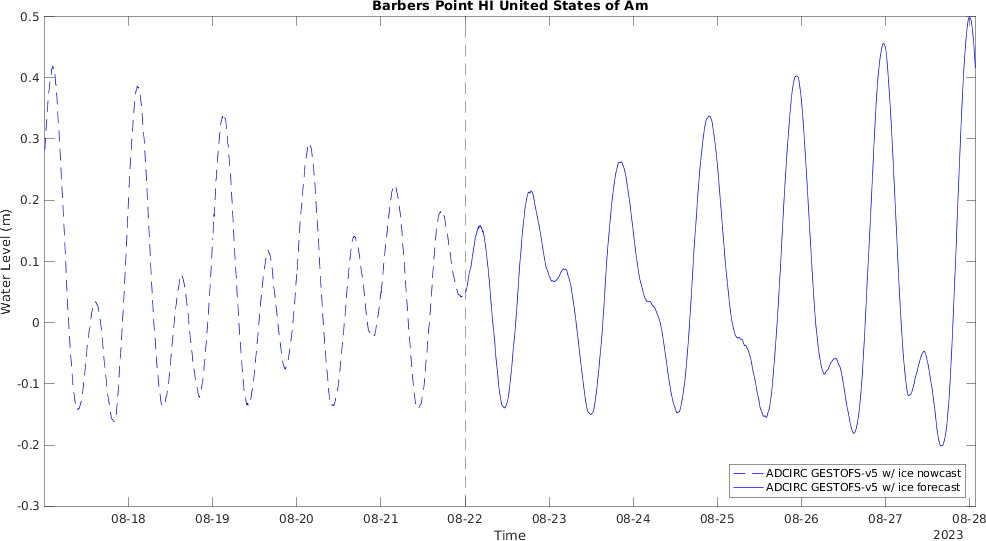 Barbers Point HI United States of Am
0.5
0.4
0.3
0.2
0.1
0
-0.1
-0.2
-0.3
Water Level (m)
ADCIRC GESTOFS-v5 w/ ice nowcast
ADCIRC GESTOFS-v5 w/ ice forecast
08-18 08-19 08-20 08-21 08-22 08-23 08-24 08-25 08-26 08-27 08-28
Time
2023